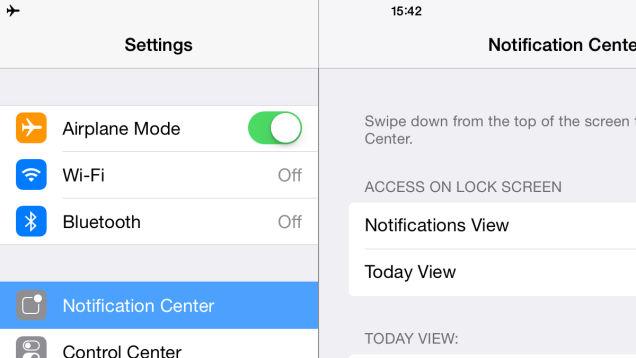 15:42
Settings
Notification Cente
Airplane Mode
Wi-Fi Off
Bluetooth Off
Notification Center
Control Center
Swipe down from the top of the screen
Center.
ACCESS ON LOCK SCREEN
Notifications View
Today View
TODAY VIEW: